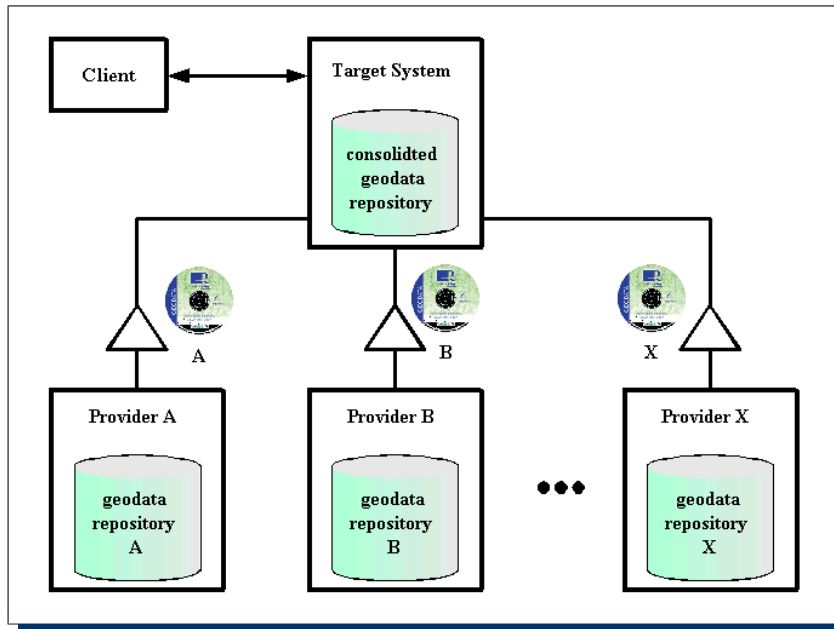 Client
Target System
consolidted
geodata
repository
A
B
X
Provider A
geodata
repository
A
Provider B
geodata
repository
B
Provider X
geodata
repository
X